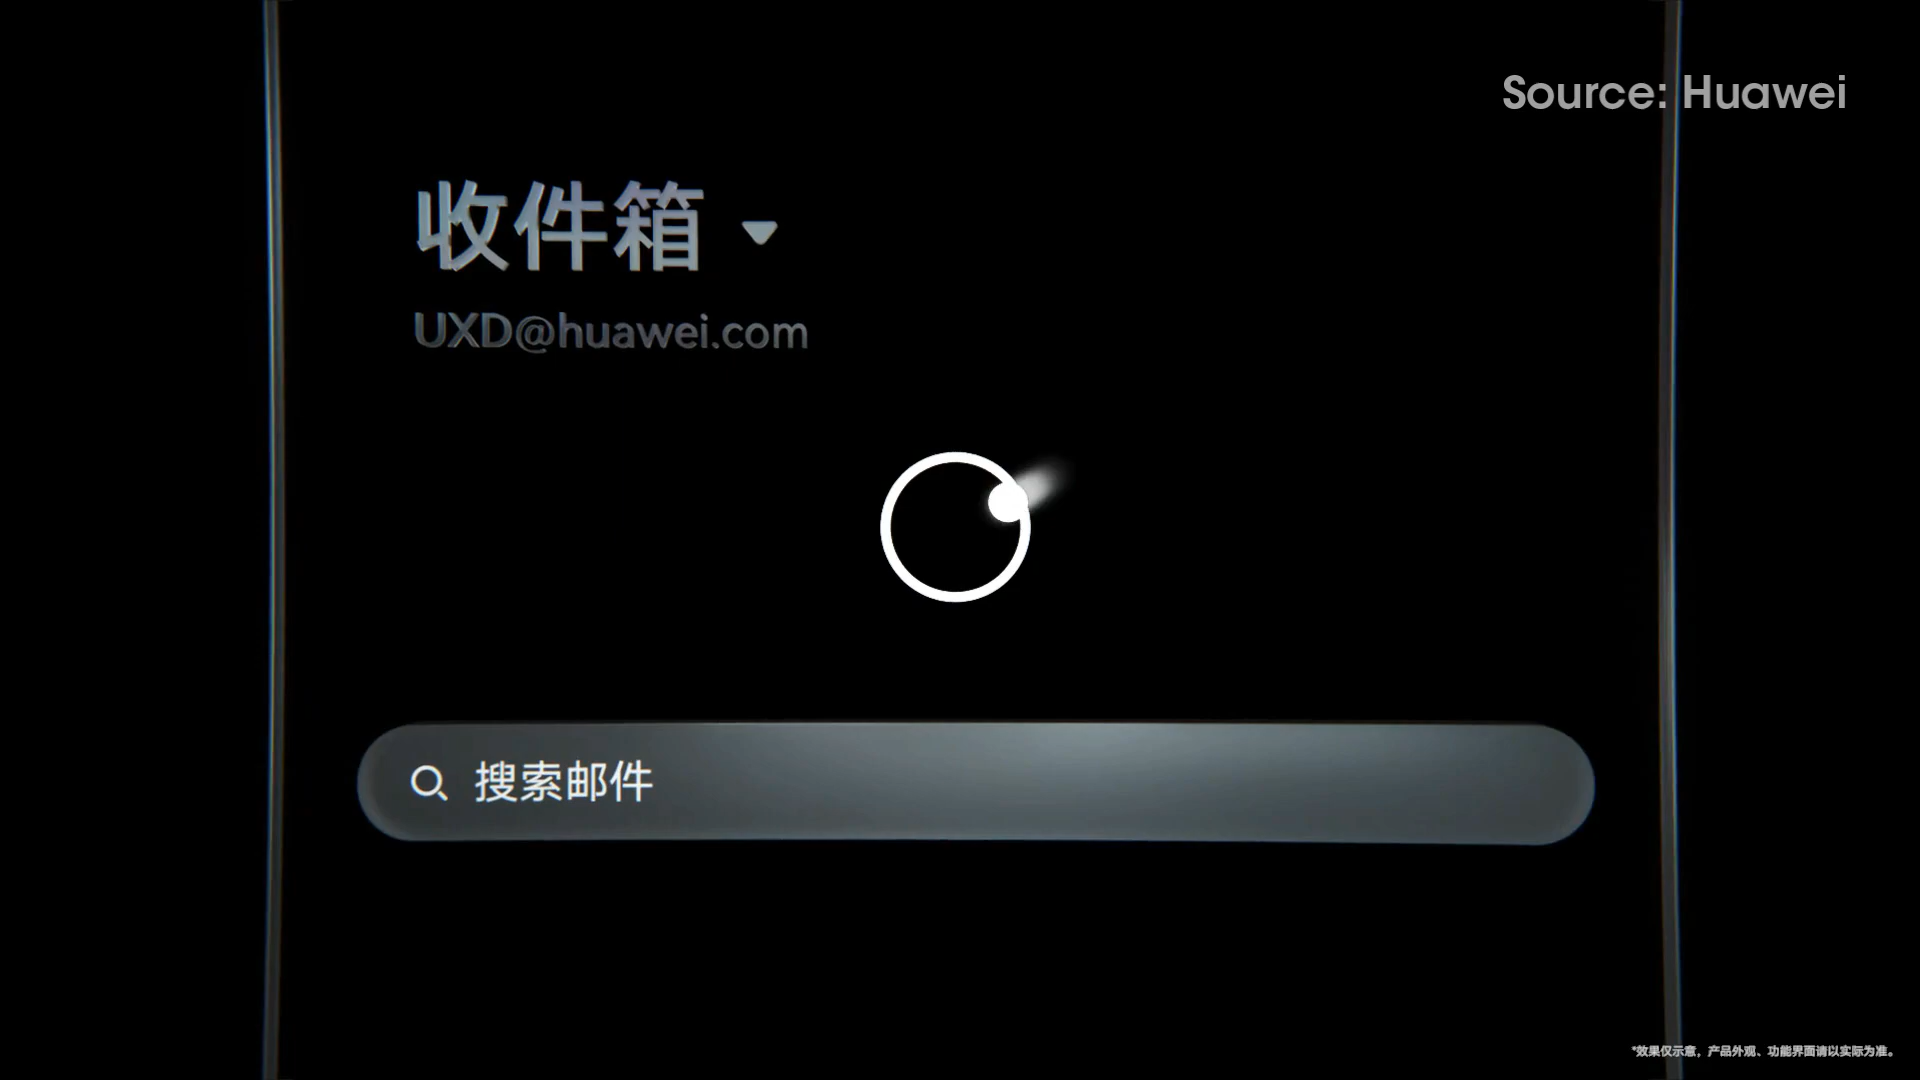 Source: Huawei
收件箱
UXD@huawei.com
搜索邮件
*效果仅示意，产品外观、功能界面请以实际为准。